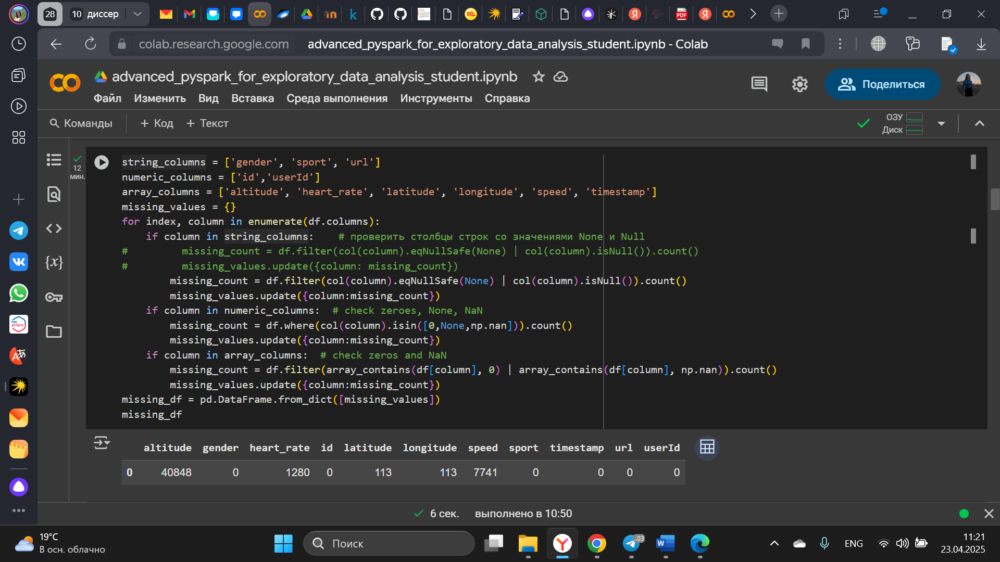 28
10 диссер
colab.research.google.com
advanced_pyspark_for_exploratory_data_analysis_student.ipynb - Colab
advanced_pyspark_for_exploratory_data_analysis_student.ipynb
Поделиться
Файл Изменить Вид Вставка Среда выполнения Инструменты Справка
Команды + Код + Текст
ОЗУ
Диск
12
мин.
string_columns = ['gender', 'sport', 'url']
numeric_columns = ['id','userId']
array_columns = ['altitude', 'heart_rate', 'latitude', 'longitude', 'speed', 'timestamp']
missing_values = {}
for index, column in enumerate(df.columns):
    if column in string_columns:    # проверить столбцы строк со значениями None и Null
#         missing_count = df.filter(col(column).eqNullSafe(None) | col(column).isNull()).count()
#         missing_values.update({column: missing_count})
        missing_count = df.filter(col(column).eqNullSafe(None) | col(column).isNull()).count()
        missing_values.update({column:missing_count})
    if column in numeric_columns:  # check zeroes, None, NaN
        missing_count = df.where(col(column).isin([0,None,np.nan])).count()
        missing_values.update({column:missing_count})
    if column in array_columns:  # check zeros and NaN
        missing_count = df.filter(array_contains(df[column], 0) | array_contains(df[column], np.nan)).count()
        missing_values.update({column:missing_count})
missing_df = pd.DataFrame.from_dict([missing_values])
missing_df
altitude gender heart_rate id latitude longitude speed sport timestamp url userId
0 40848 0 1280 0 113 113 7741 0 0 0 0
6 сек. выполнено в 10:50
19°C
В осн. облачно
Поиск
ENG
11:21
23.04.2025